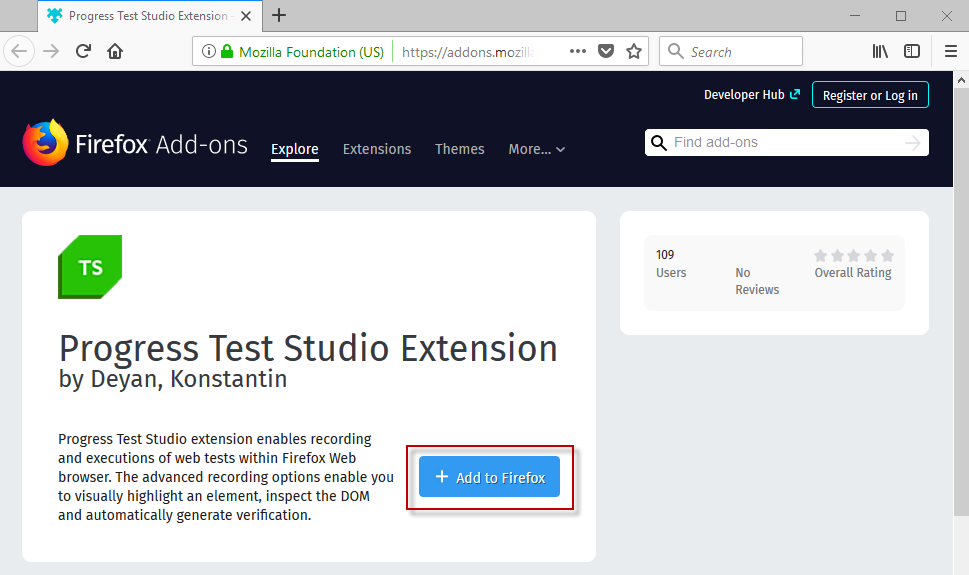 Progress Test Studio Extension -
Mozilla Foundation (US)
https://addons.mozill
Search
Developer Hub
Register or Log in
Firefox Add-ons
Explore
Extensions
Themes
More...
Find add-ons
TS
Progress Test Studio Extension
by Deyan, Konstantin
Progress Test Studio extension enables recording
and executions of web tests within Firefox Web
browser. The advanced recording options enable you
to visually highlight an element, inspect the DOM
and automatically generate verification.
+ Add to Firefox
109
Users
No
Reviews
Overall Rating